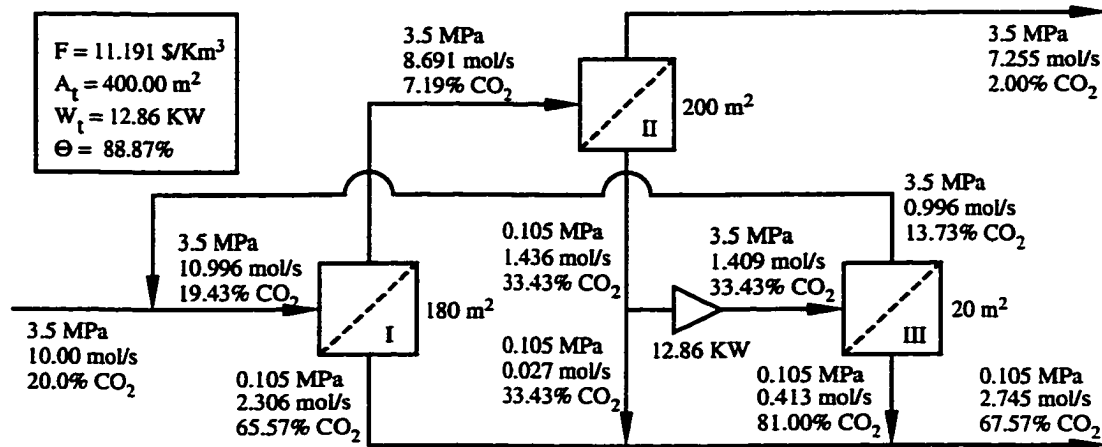 F = 11.191 $/Km³
A_t = 400.00 m²
W_t = 12.86 KW
Θ = 88.87%
3.5 MPa
8.691 mol/s
7.19% CO₂
II
200 m²
3.5 MPa
7.255 mol/s
2.00% CO₂
3.5 MPa
10.996 mol/s
19.43% CO₂
I
180 m²
0.105 MPa
1.436 mol/s
33.43% CO₂
3.5 MPa
1.409 mol/s
33.43% CO₂
3.5 MPa
0.996 mol/s
13.73% CO₂
III
20 m²
12.86 KW
3.5 MPa
10.00 mol/s
20.0% CO₂
0.105 MPa
2.306 mol/s
65.57% CO₂
0.105 MPa
0.027 mol/s
33.43% CO₂
0.105 MPa
0.413 mol/s
81.00% CO₂
0.105 MPa
2.745 mol/s
67.57% CO₂